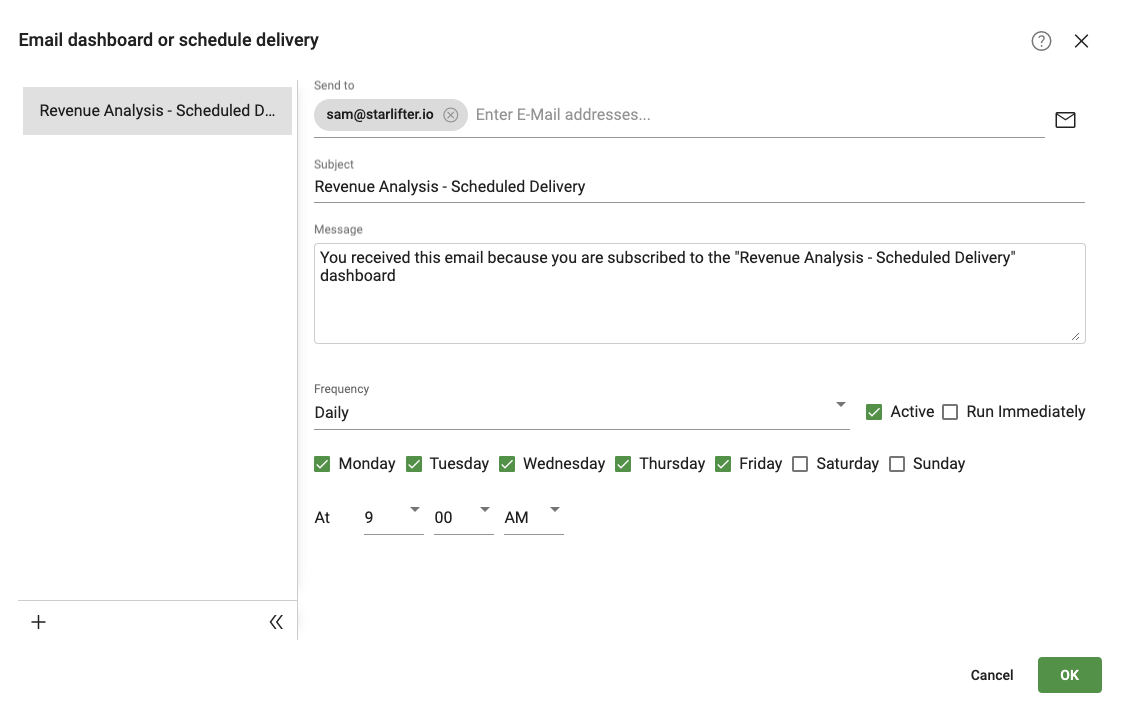 Email dashboard or schedule delivery
Revenue Analysis - Scheduled D...
Send to
sam@starlifter.io Enter E-Mail addresses...
Subject
Revenue Analysis - Scheduled Delivery
Message
You received this email because you are subscribed to the "Revenue Analysis - Scheduled Delivery"
dashboard
Frequency
Daily
Active Run Immediately
Monday Tuesday Wednesday Thursday Friday Saturday Sunday
At 9 00 AM
Cancel OK